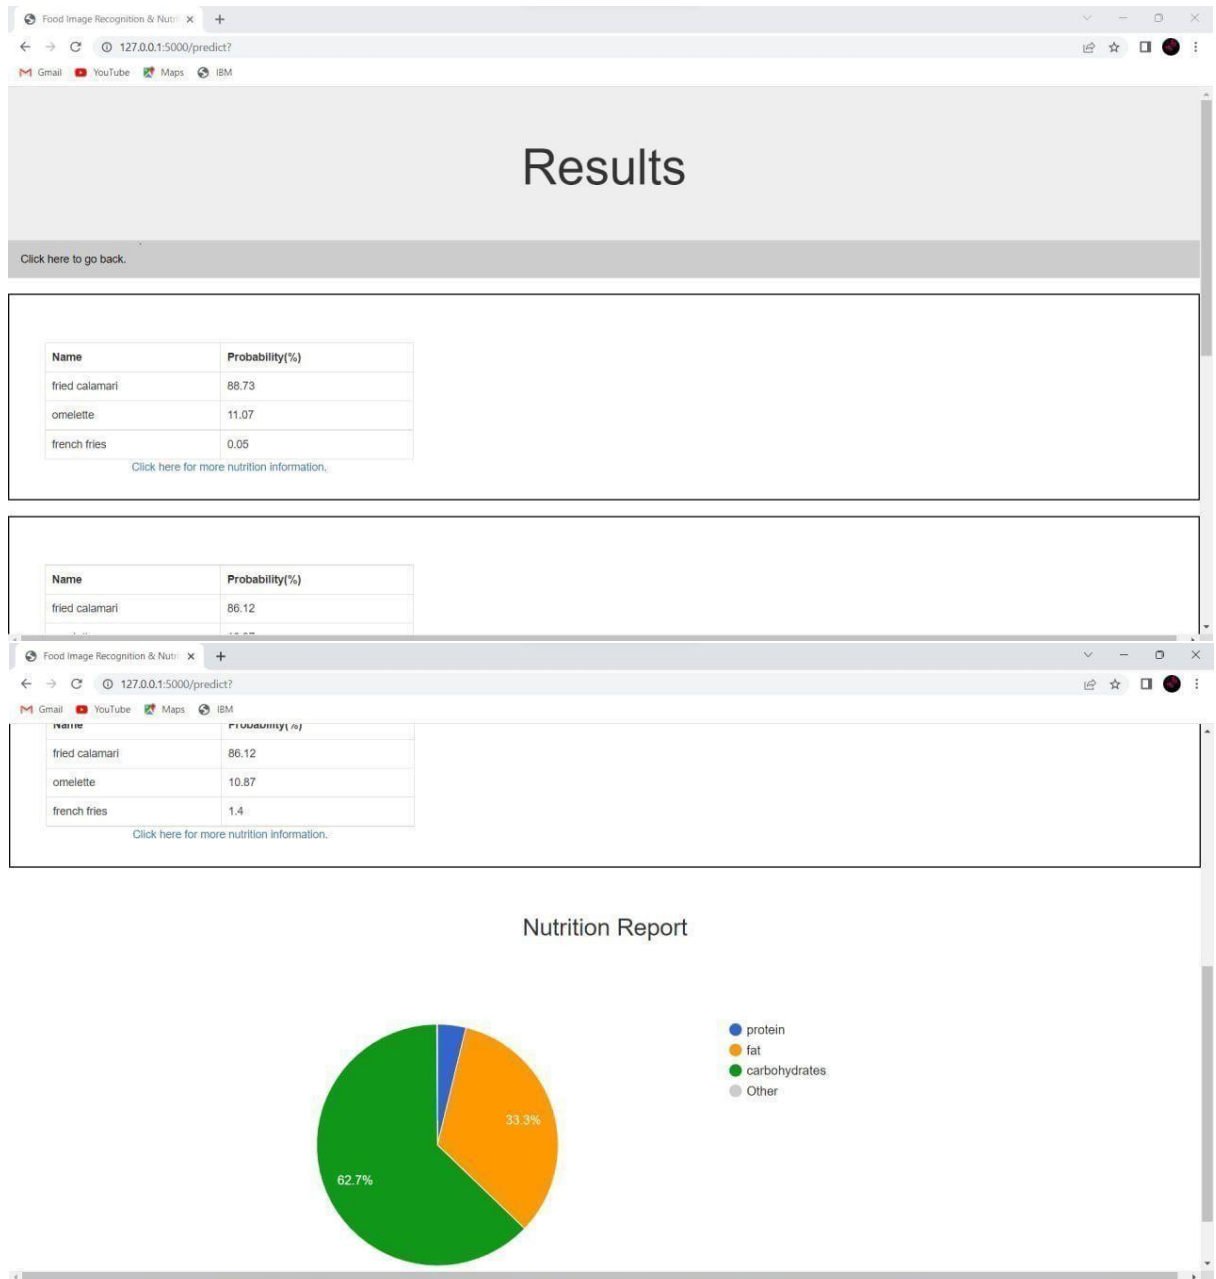 Food Image Recognition & Nutri
127.0.0.1:5000/predict?
Gmail YouTube Maps IBM
Results
Click here to go back.
Name Probability(%)
fried calamari 88.73
omelette 11.07
french fries 0.05
Click here for more nutrition information.
Name Probability(%)
fried calamari 86.12
Food Image Recognition & Nutri
127.0.0.1:5000/predict?
Gmail YouTube Maps IBM
Name Probability(%)
fried calamari 86.12
omelette 10.87
french fries 1.4
Click here for more nutrition information.
Nutrition Report
protein
fat
carbohydrates
Other
33.3%
62.7%